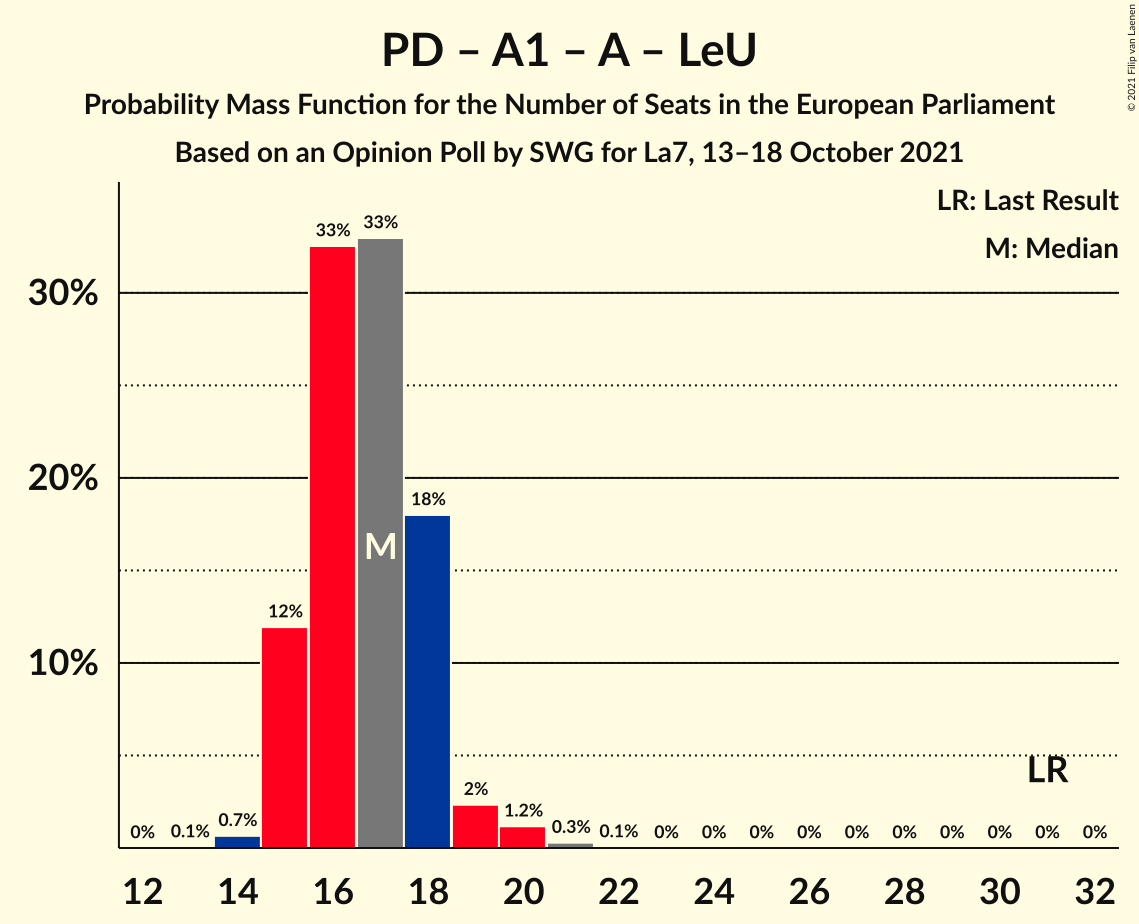 PD – A1 – A – LeU
Probability Mass Function for the Number of Seats in the European Parliament
Based on an Opinion Poll by SWG for La7, 13–18 October 2021
© 2021 Filip van Laenen
LR: Last Result
M: Median
30%
20%
10%
0% 0.1% 0.7% 12% 33% 33% 18% 2% 1.2% 0.3% 0.1% 0% 0% 0% 0% 0% 0% 0% 0% 0% 0%
M
LR
12 14 16 18 20 22 24 26 28 30 32